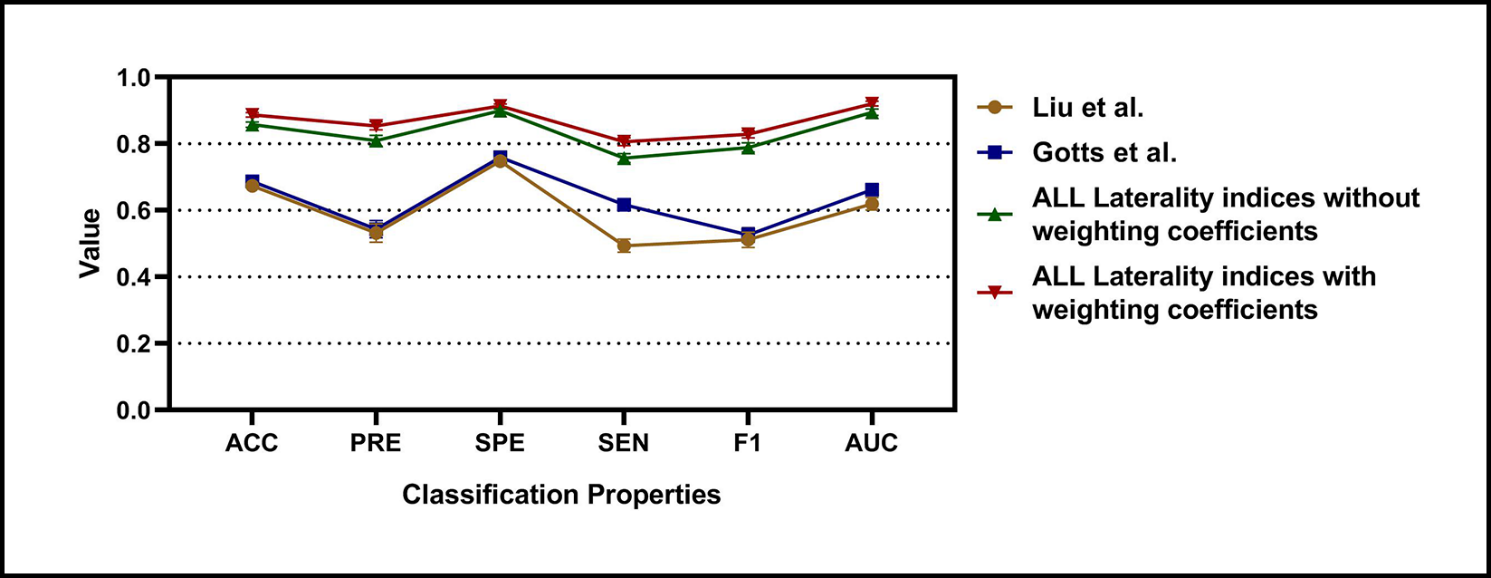 1.0
0.8
0.6
0.4
0.2
0.0
Value
ACC PRE SPE SEN F1 AUC
Classification Properties
Liu et al.
Gotts et al.
ALL Laterality indices without
weighting coefficients
ALL Laterality indices with
weighting coefficients